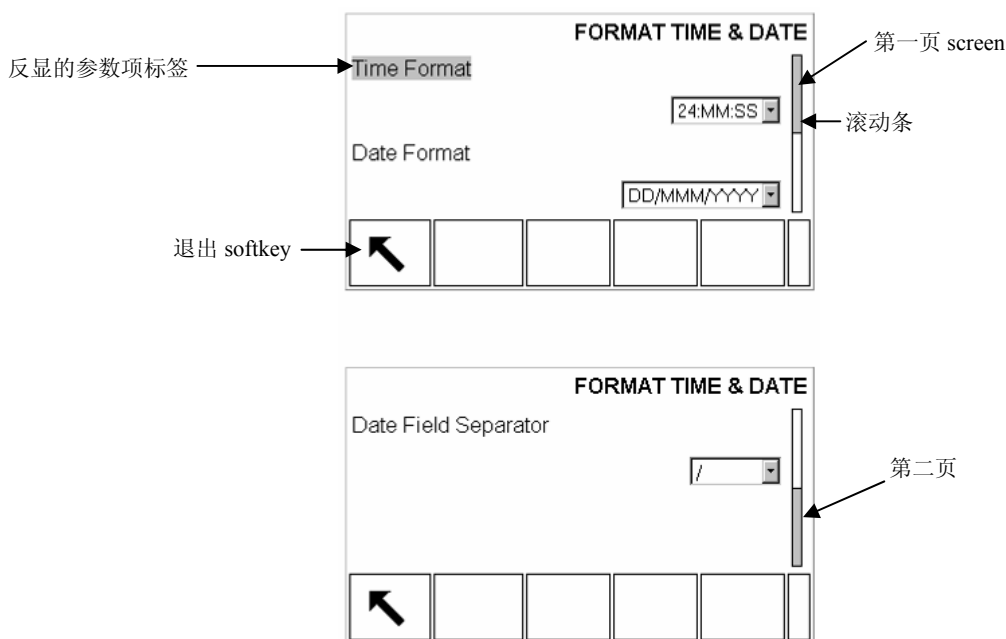 FORMAT TIME & DATE
第一页 screen
反显的参数项标签
Time Format
24:MM:SS
滚动条
Date Format
DD/MMM/YYYY
退出 softkey
FORMAT TIME & DATE
Date Field Separator
/
第二页